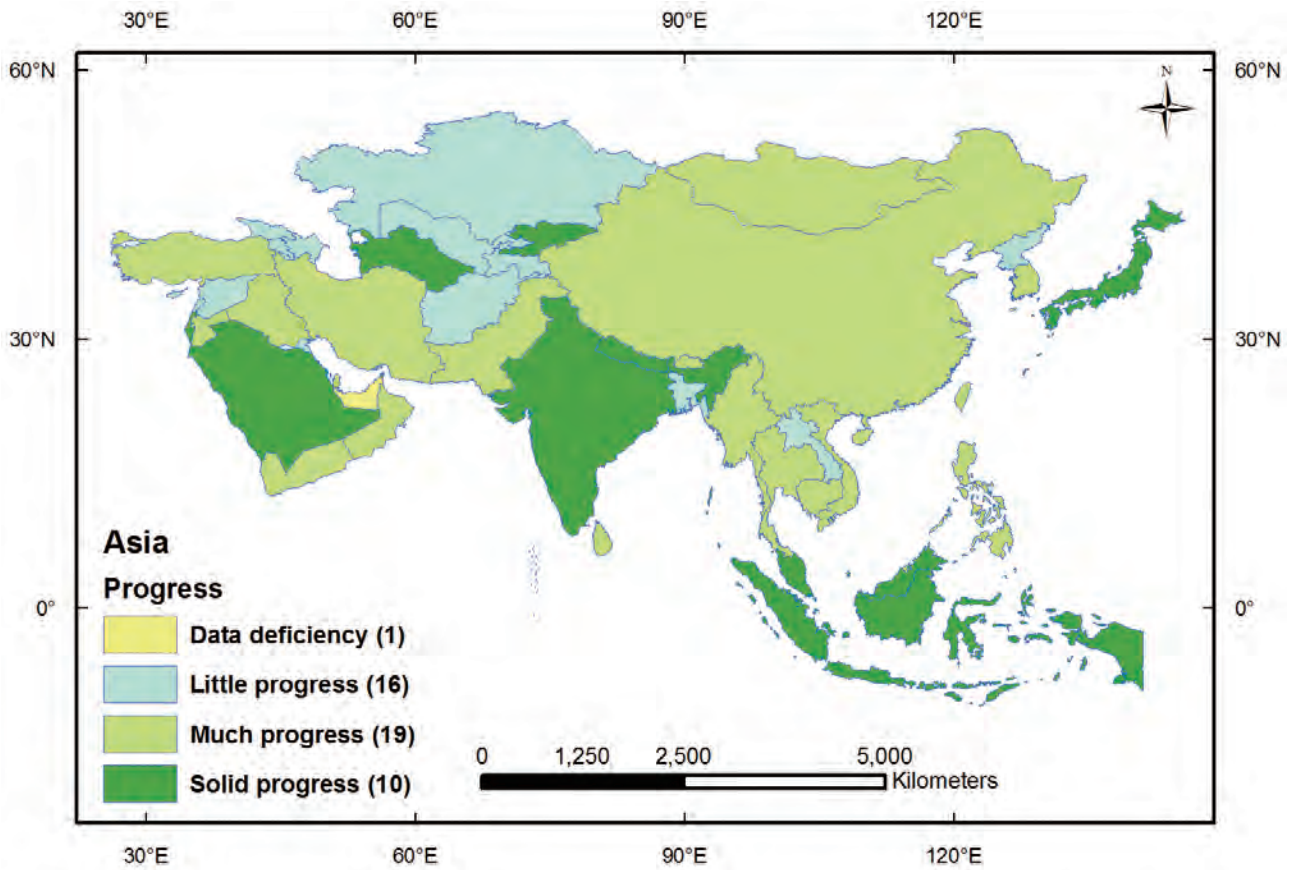 30°E 60°E 90°E 120°E
60°N 60°N
N
30°N 30°N
0° 0°
Asia
Progress
Data deficiency (1)
Little progress (16)
Much progress (19)
Solid progress (10)
0 1,250 2,500 5,000
Kilometers
30°E 60°E 90°E 120°E